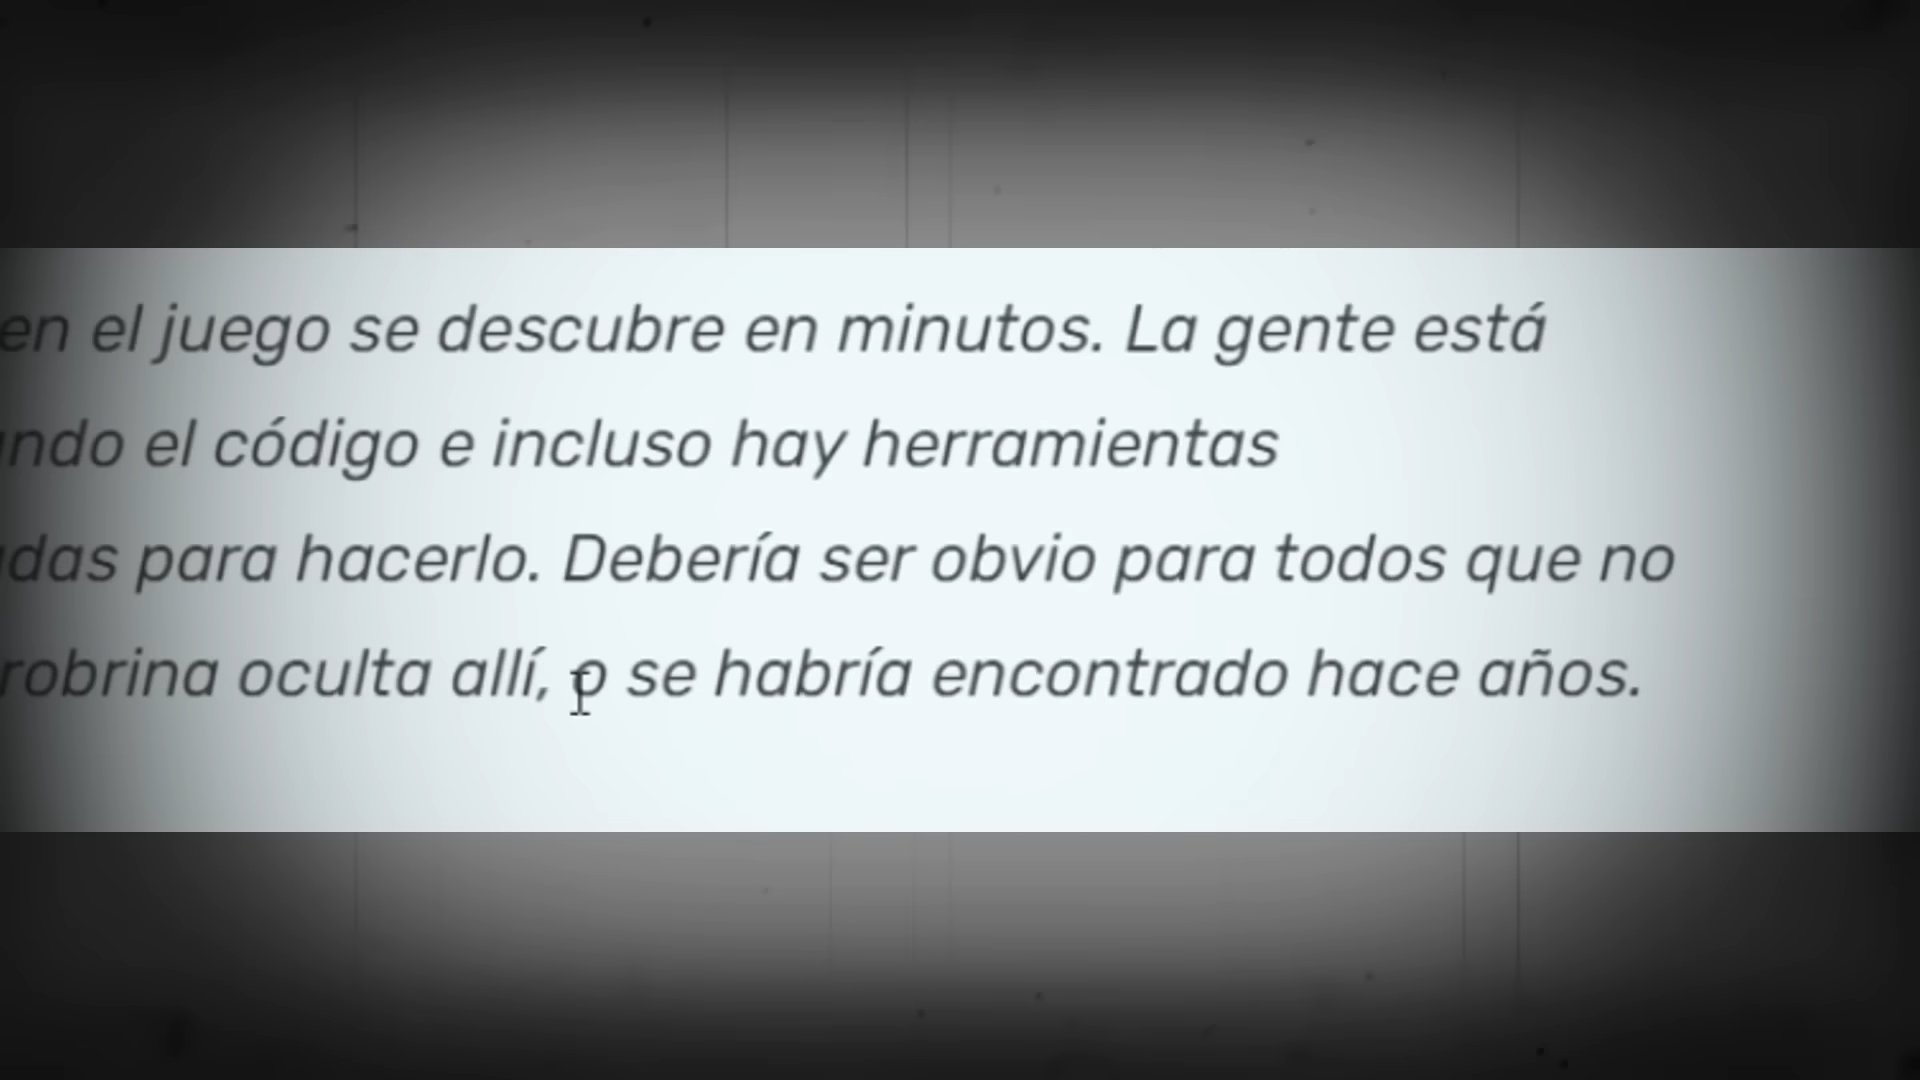 en el juego se descubre en minutos. La gente está
ndo el código e incluso hay herramientas
das para hacerlo. Debería ser obvio para todos que no
robrina oculta allí, o se habría encontrado hace años.